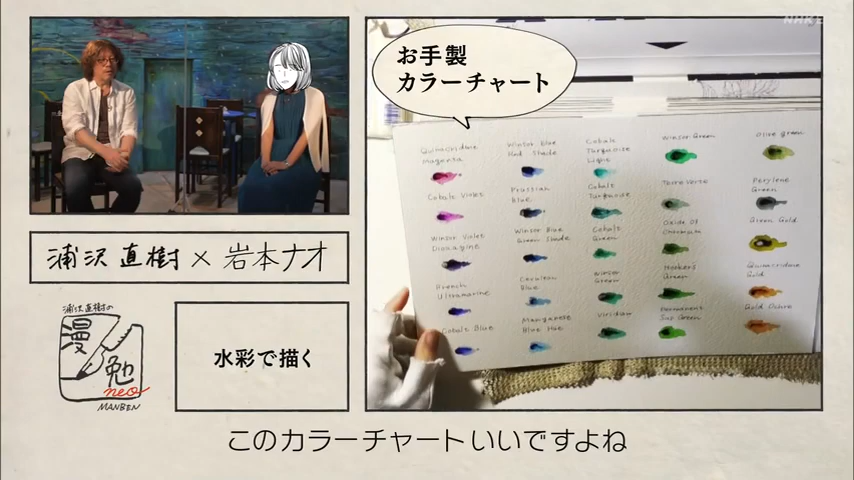 NHK
お手製
カラーチャート
Quinacridone
Magenta
Winsor Blue
Red Shade
Cobalt
Turquoise
Light
Winsor Green
Olive green
Cobalt Violet
Prussian
Blue
Cobalt
Turquoise
Terre Verte
Perylene
Green
Winsor Violet
Dioxazine
Winsor Blue
Green Shade
Cobalt
Green
Oxide Of
Chromium
Green Gold
French
Ultramarine
Cerulean
Blue
Winsor
Green
Hooker's
Green
Quinacridone
Gold
Cobalt Blue
Manganese
Blue Hue
Viridian
Permanent
Sap Green
Gold Ochre
浦沢直樹×岩本ナオ
浦沢直樹の
漫勉
neo
MANBEN
水彩で描く
このカラーチャートいいですよね